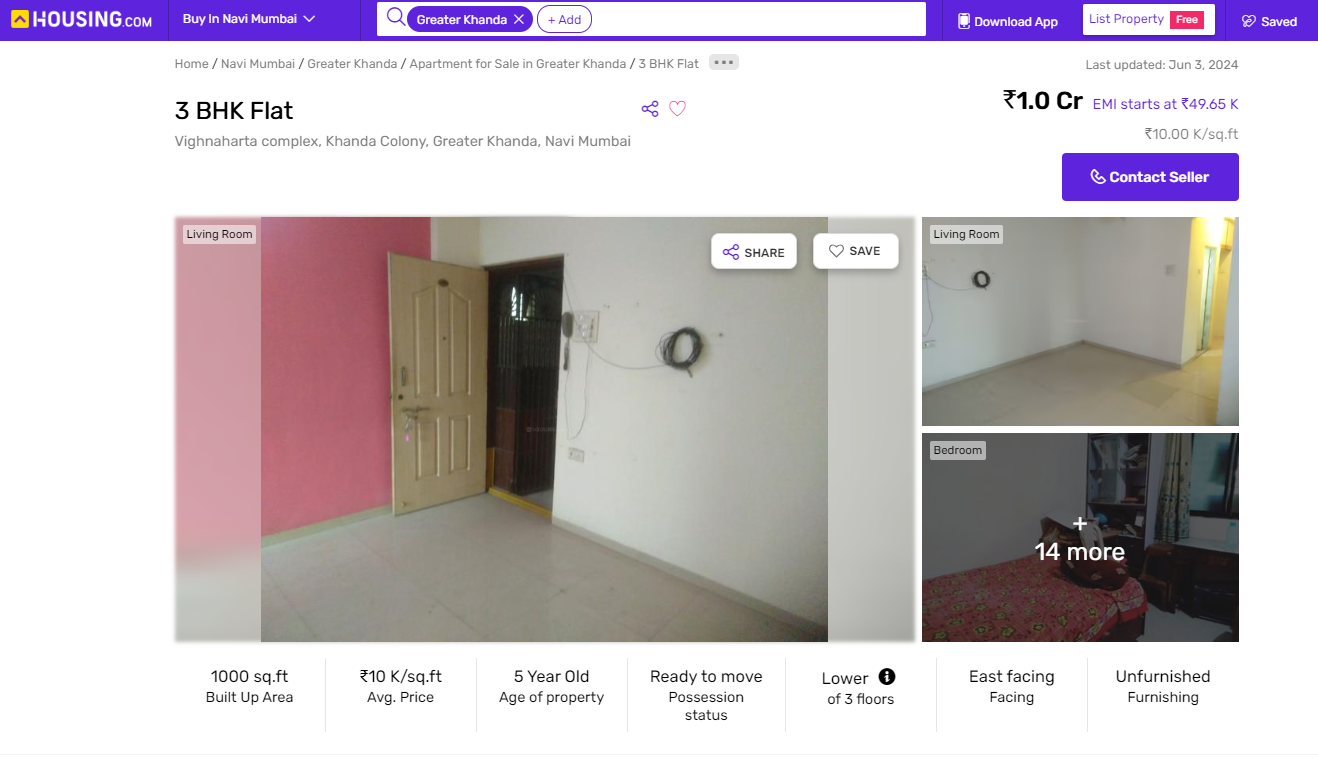 HOUSING.COM
Buy In Navi Mumbai
Greater Khanda
+ Add
Download App
List Property Free
Saved
Home / Navi Mumbai / Greater Khanda / Apartment for Sale in Greater Khanda / 3 BHK Flat
Last updated: Jun 3, 2024
3 BHK Flat
₹1.0 Cr EMI starts at ₹49.65 K
Vighnaharta complex, Khanda Colony, Greater Khanda, Navi Mumbai
₹10.00 K/sq.ft
Contact Seller
Living Room
SHARE
SAVE
Living Room
Bedroom
+
14 more
1000 sq.ft
Built Up Area
₹10 K/sq.ft
Avg. Price
5 Year Old
Age of property
Ready to move
Possession
status
Lower
of 3 floors
East facing
Facing
Unfurnished
Furnishing